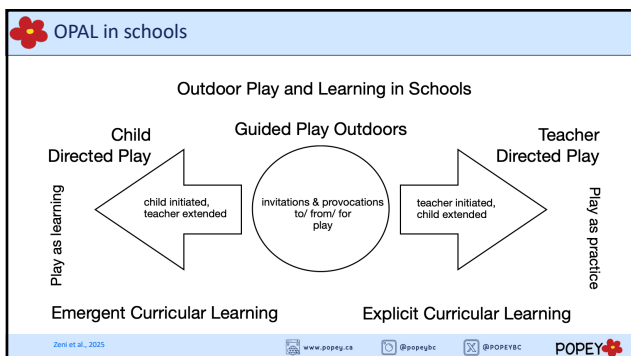 OPAL in schools
Outdoor Play and Learning in Schools
Child
Directed Play
Guided Play Outdoors
Teacher
Directed Play
Play as learning
child initiated,
teacher extended
invitations & provocations
to/ from/ for
play
teacher initiated,
child extended
Play as practice
Emergent Curricular Learning
Explicit Curricular Learning
Zeni et al., 2025
www.popey.ca
@popeybc
@POPEYBC
POPEY